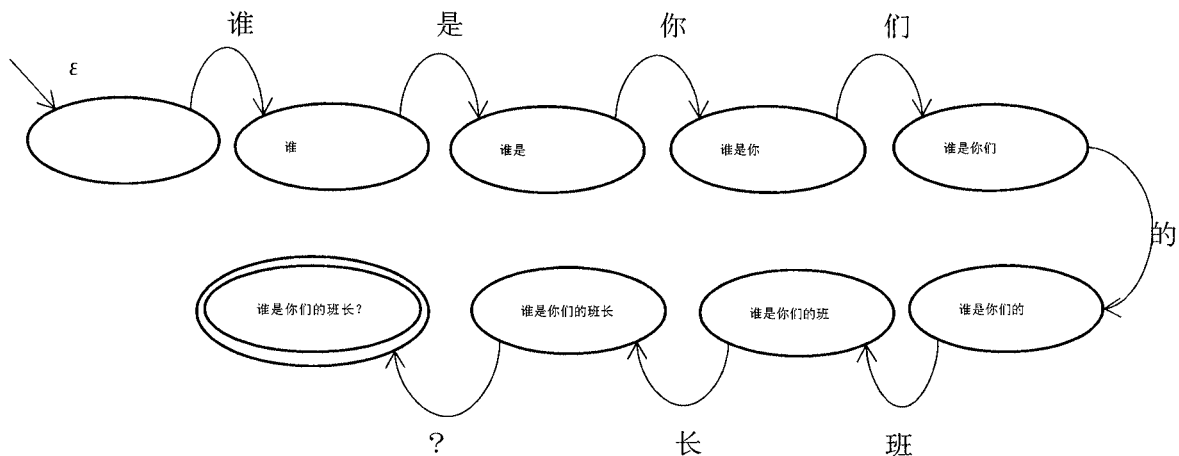 谁 是 你 们
ε
谁 谁是 谁是你 谁是你们
的
谁是你们的班长? 谁是你们的班长 谁是你们的班 谁是你们的
? 长 班